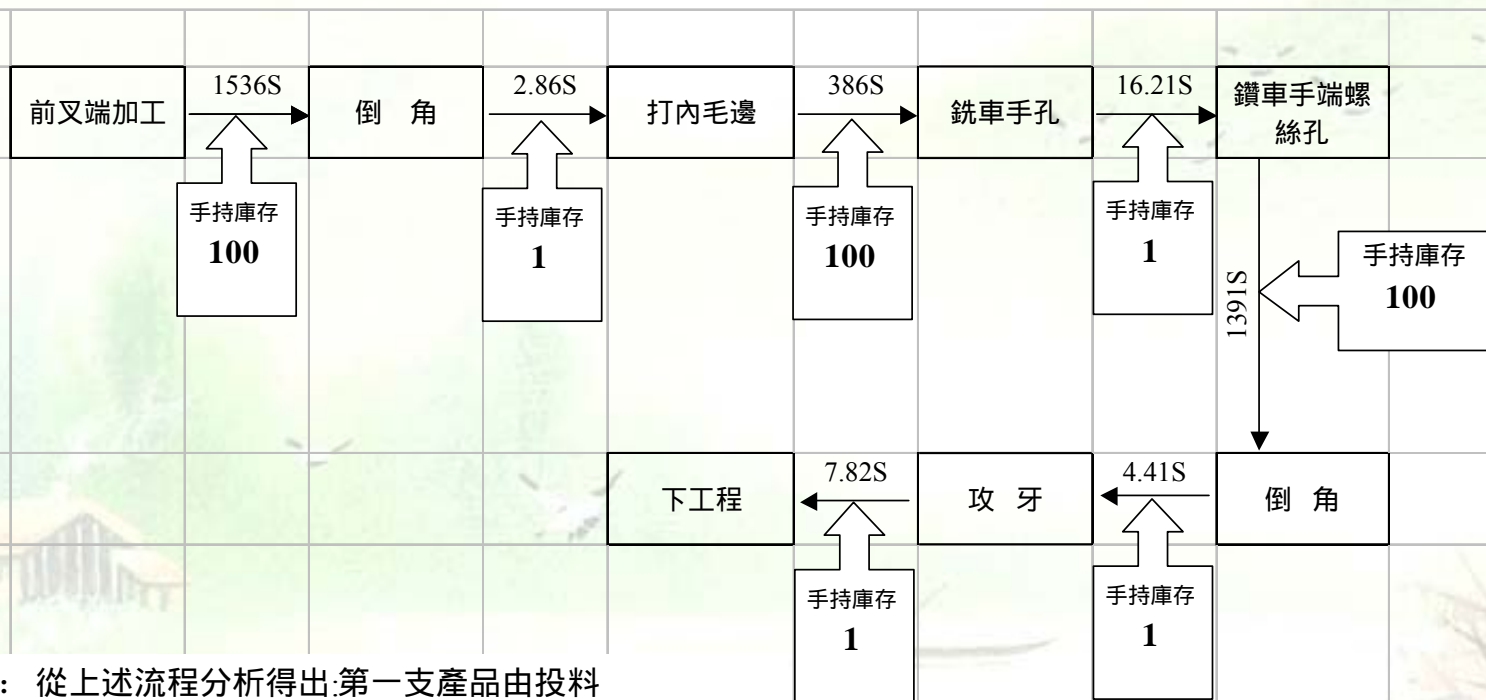 前叉端加工
1536S
倒 角
2.86S
打內毛邊
386S
銑車手孔
16.21S
鑽車手端螺
絲孔
手持庫存
100
手持庫存
1
手持庫存
100
手持庫存
1
1391S
手持庫存
100
下工程
7.82S
攻 牙
4.41S
倒 角
手持庫存
1
手持庫存
1
: 從上述流程分析得出:第一支產品由投料